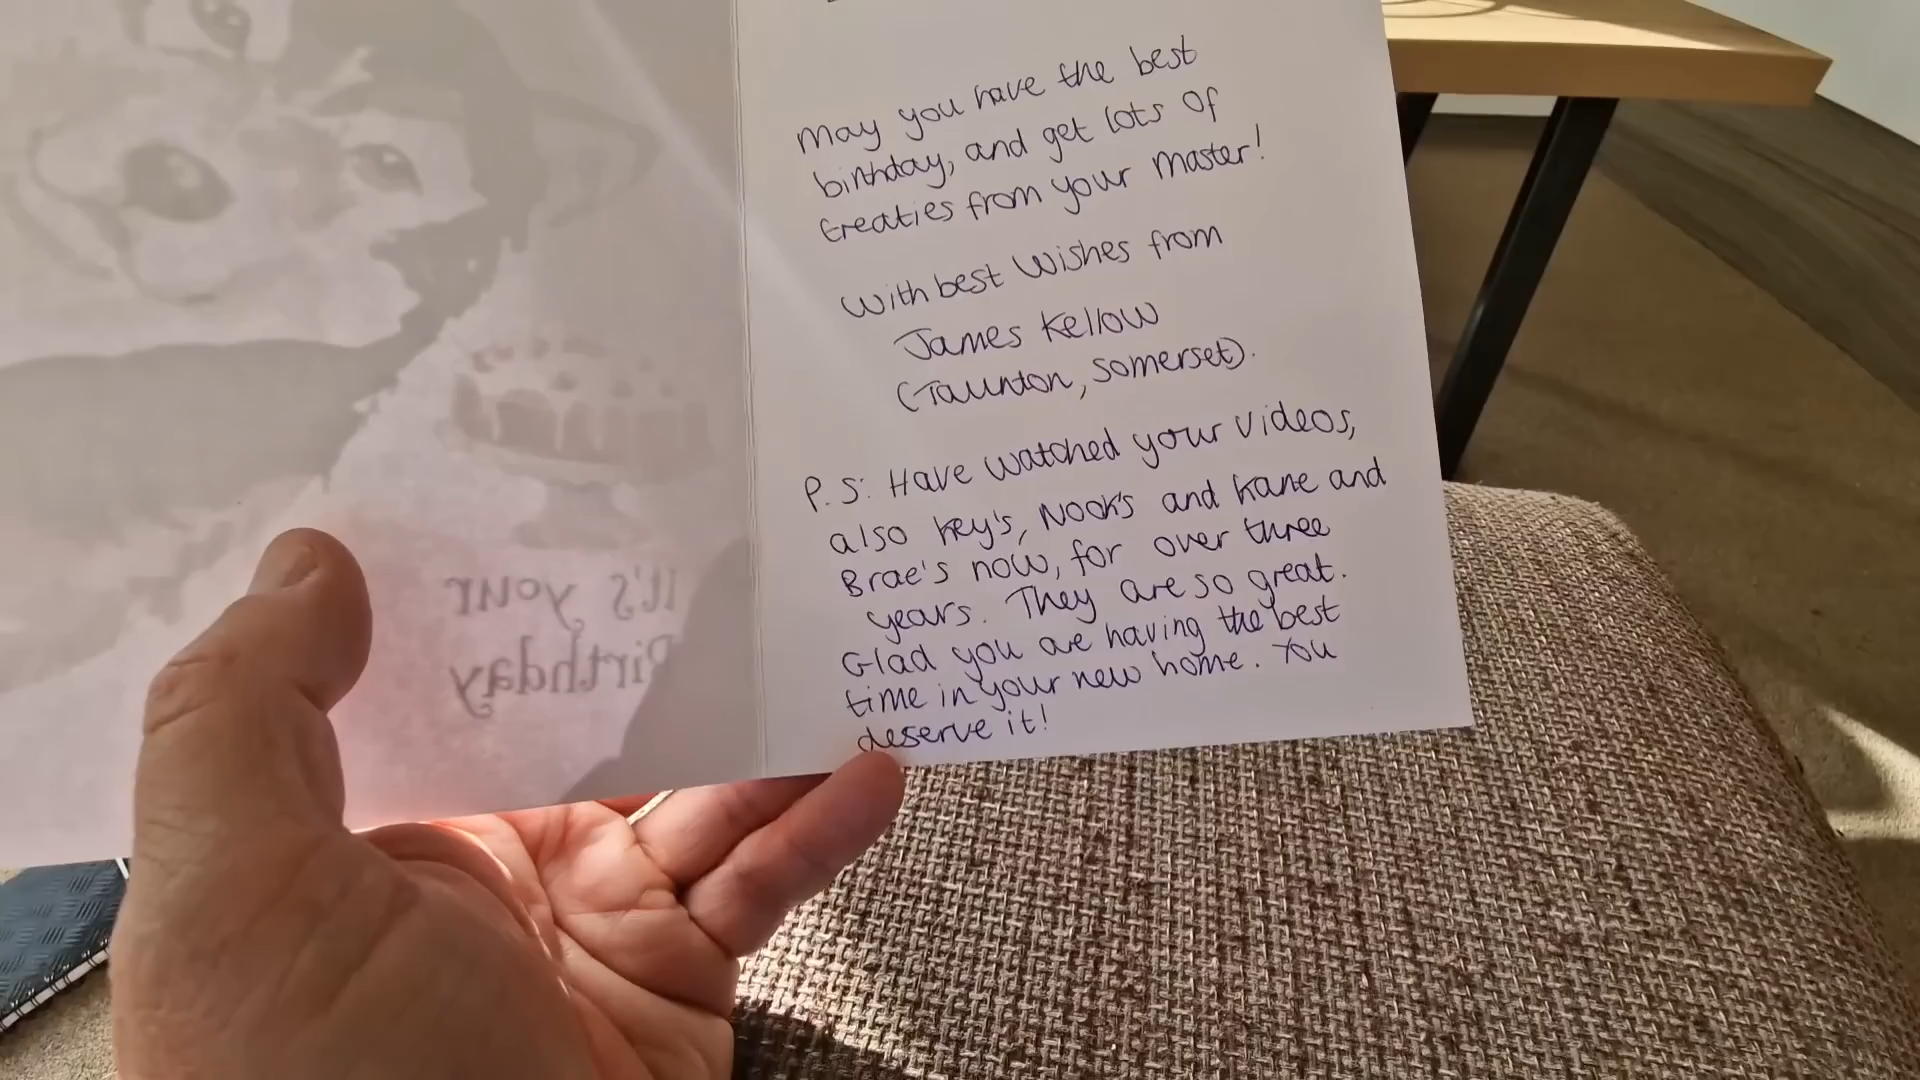 It's your
Birthday
May you have the best
birthday, and get lots of
treaties from your Master!
With best wishes from
James Kellow
(Taunton, Somerset).
P.S: Have watched your videos,
also Key's, Nook's and Kane and
Brae's now, for over three
years. They are so great.
Glad you are having the best
time in your new home. You
deserve it!